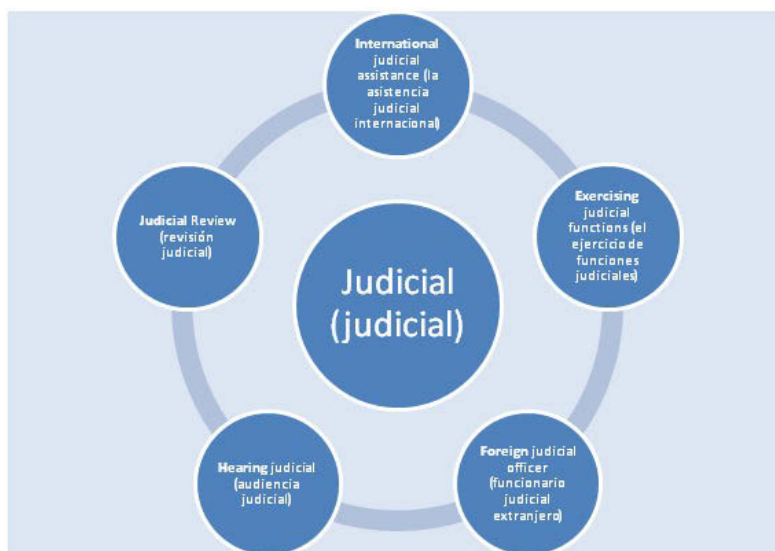 International
judicial
assistance (la
asistencia
judicial
internacional)
Exercising
judicial
functions (el
ejercicio de
funciones
judiciales)
Foreign judicial
officer
(funcionario
judicial
extranjero)
Hearing judicial
(audiencia
judicial)
Judicial Review
(revisión
judicial)
Judicial
(judicial)